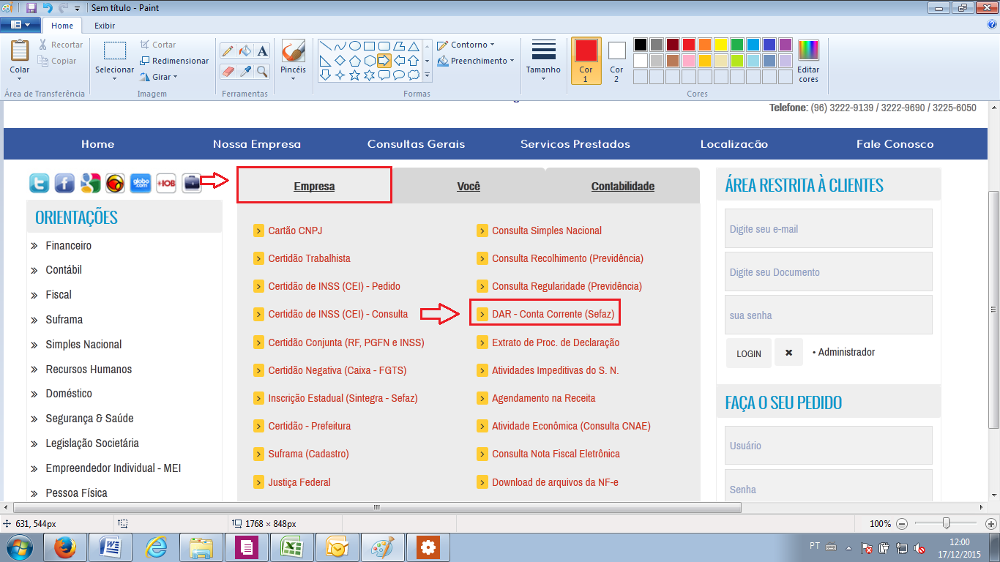 Sem título - Paint
Home Exibir
Colar
Recortar
Copiar
Área de Transferência
Selecionar
Cortar
Redimensionar
Girar
Imagem
A
Ferramentas
Pincéis
Contorno
Preenchimento
Formas
Tamanho
Cor 1
Cor 2
Editar cores
Cores
Telefone: (96) 3222-9139 / 3222-9690 / 3225-6050
Home Nossa Empresa Consultas Gerais Serviços Prestados Localização Fale Conosco
globo.com
+IOB
ORIENTAÇÕES
Financeiro
Contábil
Fiscal
Suframa
Simples Nacional
Recursos Humanos
Doméstico
Segurança & Saúde
Legislação Societária
Empreendedor Individual - MEI
Pessoa Física
Empresa Você Contabilidade
Cartão CNPJ
Certidão Trabalhista
Certidão de INSS (CEI) - Pedido
Certidão de INSS (CEI) - Consulta
Certidão Conjunta (RF, PGFN e INSS)
Certidão Negativa (Caixa - FGTS)
Inscrição Estadual (Sintegra - Sefaz)
Certidão - Prefeitura
Suframa (Cadastro)
Justiça Federal
Consulta Simples Nacional
Consulta Recolhimento (Previdência)
Consulta Regularidade (Previdência)
DAR - Conta Corrente (Sefaz)
Extrato de Proc. de Declaração
Atividades Impeditivas do S. N.
Agendamento na Receita
Atividade Econômica (Consulta CNAE)
Consulta Nota Fiscal Eletrônica
Download de arquivos da NF-e
ÁREA RESTRITA À CLIENTES
Digite seu e-mail
Digite seu Documento
sua senha
LOGIN ✖ • Administrador
FAÇA O SEU PEDIDO
Usuário
Senha
631, 544px
1768 × 848px
100%
PT
12:00
17/12/2015